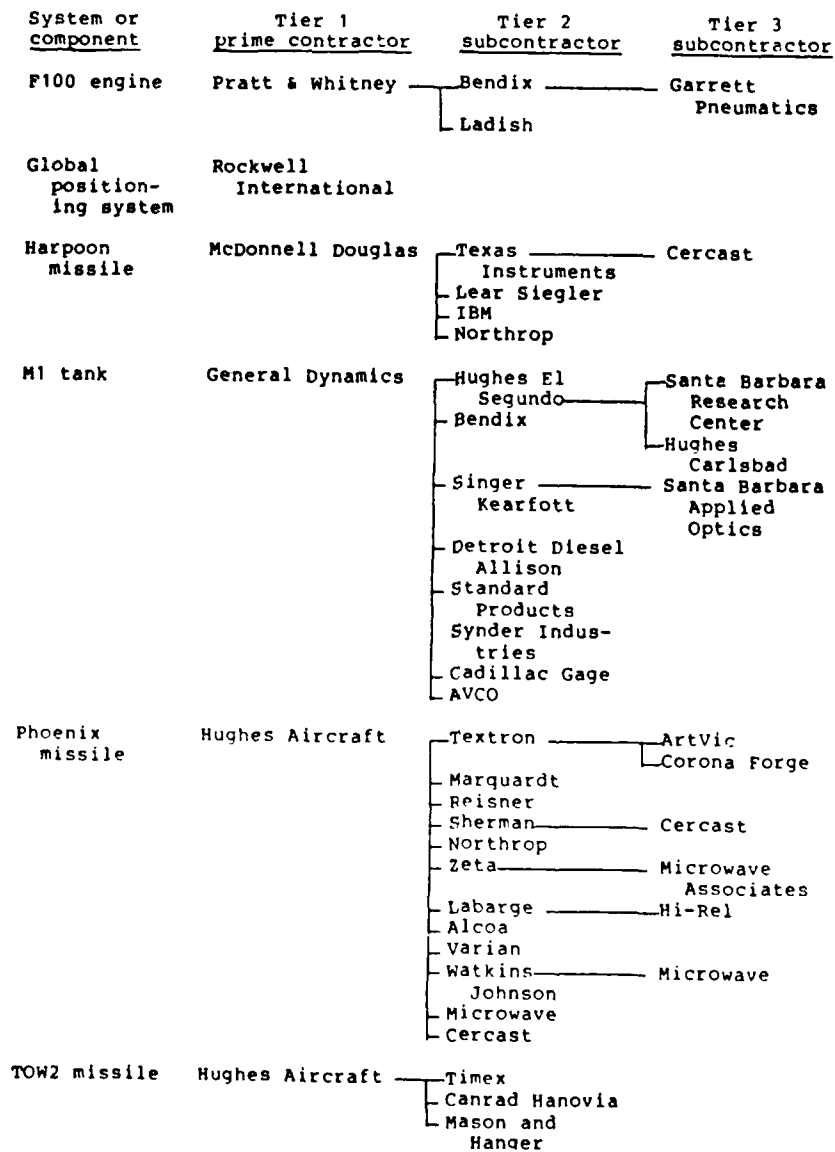 System or Tier 1 Tier 2 Tier 3
component prime contractor subcontractor subcontractor
F100 engine Pratt & Whitney Bendix Garrett
Pneumatics
Ladish
Global Rockwell
position- International
ing system
Harpoon McDonnell Douglas Texas Cercast
missile Instruments
Lear Siegler
IBM
Northrop
M1 tank General Dynamics Hughes El Santa Barbara
Segundo Research
Bendix Center
Hughes
Carlsbad
Singer Santa Barbara
Kearfott Applied
Optics
Detroit Diesel
Allison
Standard
Products
Synder Indus-
tries
Cadillac Gage
AVCO
Phoenix Hughes Aircraft Textron ArtVic
missile Corona Forge
Marquardt
Reisner
Sherman Cercast
Northrop
Zeta Microwave
Associates
Labarge Hi-Rel
Alcoa
Varian
Watkins Microwave
Johnson
Microwave
Cercast
TOW2 missile Hughes Aircraft Timex
Canrad Hanovia
Mason and
Hanger